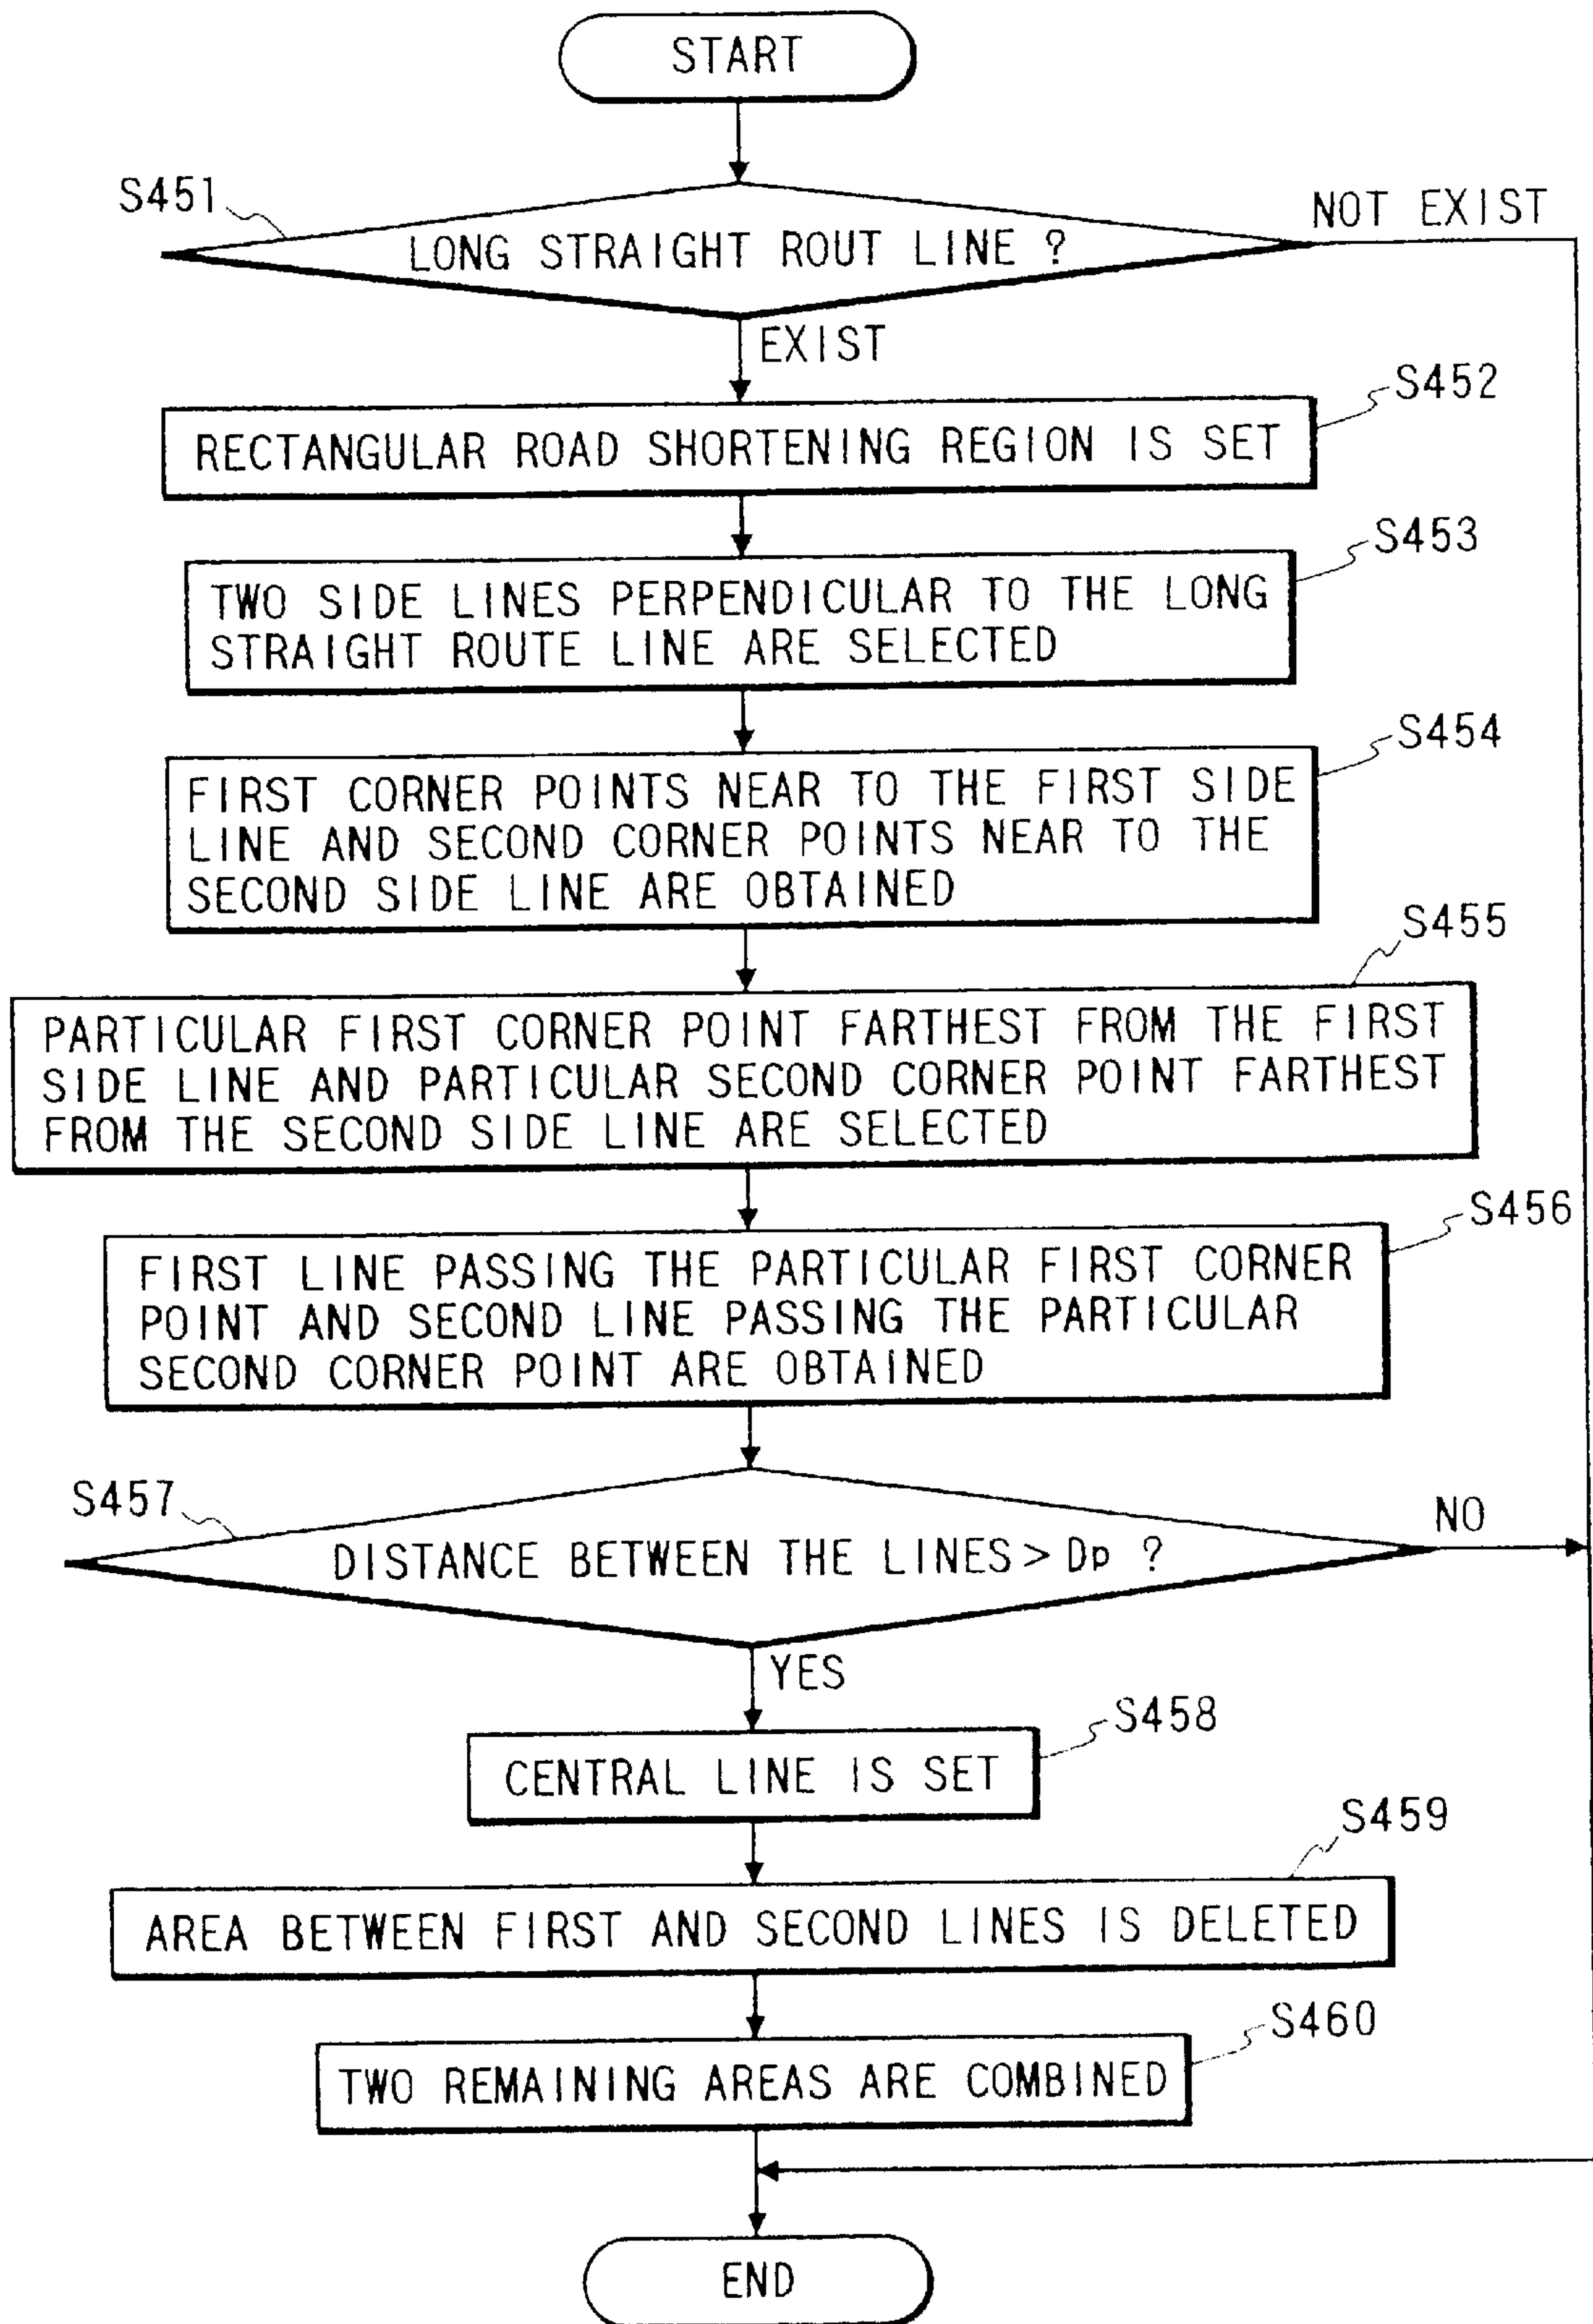 START
S451
LONG STRAIGHT ROUT LINE ?
NOT EXIST
EXIST
S452
RECTANGULAR ROAD SHORTENING REGION IS SET
S453
TWO SIDE LINES PERPENDICULAR TO THE LONG
STRAIGHT ROUTE LINE ARE SELECTED
S454
FIRST CORNER POINTS NEAR TO THE FIRST SIDE
LINE AND SECOND CORNER POINTS NEAR TO THE
SECOND SIDE LINE ARE OBTAINED
S455
PARTICULAR FIRST CORNER POINT FARTHEST FROM THE FIRST
SIDE LINE AND PARTICULAR SECOND CORNER POINT FARTHEST
FROM THE SECOND SIDE LINE ARE SELECTED
S456
FIRST LINE PASSING THE PARTICULAR FIRST CORNER
POINT AND SECOND LINE PASSING THE PARTICULAR
SECOND CORNER POINT ARE OBTAINED
S457
DISTANCE BETWEEN THE LINES > Dp ?
NO
YES
S458
CENTRAL LINE IS SET
S459
AREA BETWEEN FIRST AND SECOND LINES IS DELETED
S460
TWO REMAINING AREAS ARE COMBINED
END